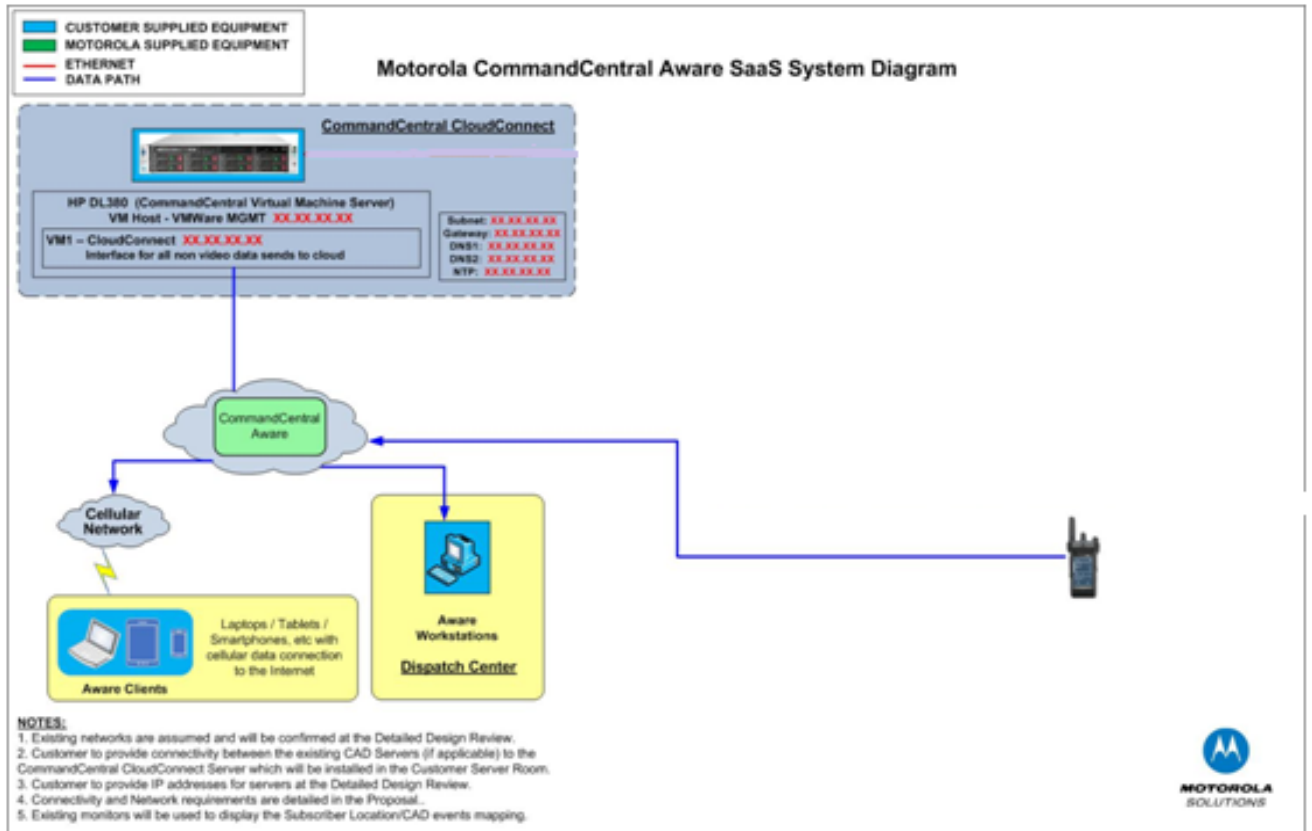 CUSTOMER SUPPLIED EQUIPMENT
MOTOROLA SUPPLIED EQUIPMENT
ETHERNET
DATA PATH
Motorola CommandCentral Aware SaaS System Diagram
CommandCentral CloudConnect
HP DL380 (CommandCentral Virtual Machine Server)
VM Host - VMWare MGMT XX.XX.XX.XX
VM1 – CloudConnect XX.XX.XX.XX
Interface for all non video data sends to cloud
Subnet: XX.XX.XX.XX
Gateway: XX.XX.XX.XX
DNS1: XX.XX.XX.XX
DNS2: XX.XX.XX.XX
NTP: XX.XX.XX.XX
CommandCentral
Aware
Cellular
Network
Laptops / Tablets /
Smartphones, etc with
cellular data connection
to the Internet
Aware Clients
Aware
Workstations
Dispatch Center
NOTES:
1. Existing networks are assumed and will be confirmed at the Detailed Design Review.
2. Customer to provide connectivity between the existing CAD Servers (if applicable) to the
CommandCentral CloudConnect Server which will be installed in the Customer Server Room.
3. Customer to provide IP addresses for servers at the Detailed Design Review.
4. Connectivity and Network requirements are detailed in the Proposal..
5. Existing monitors will be used to display the Subscriber Location/CAD events mapping.
MOTOROLA
SOLUTIONS